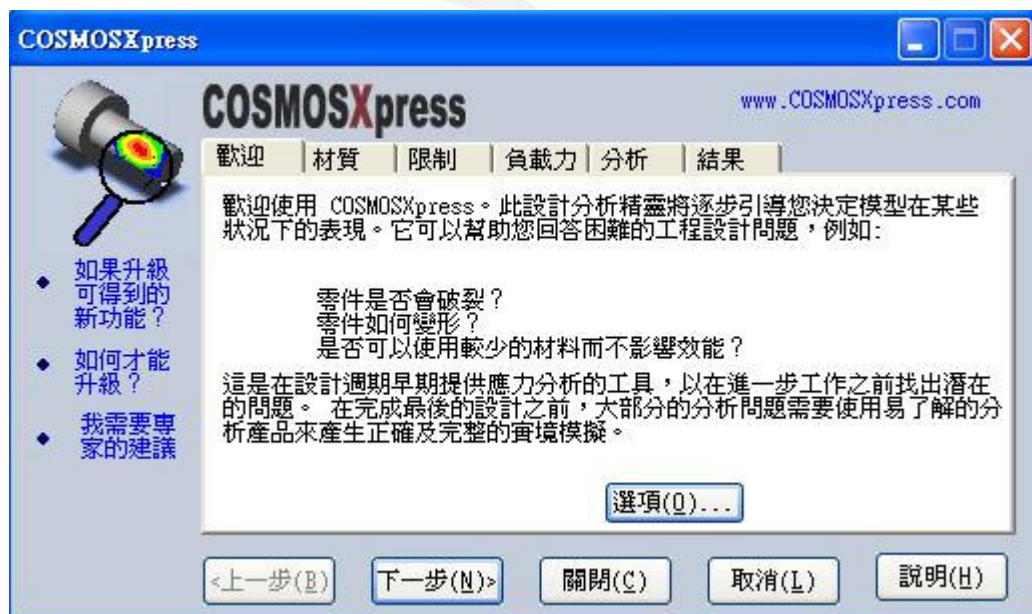 COSMOSXpress
COSMOSXpress
www.COSMOSXpress.com
歡迎 材質 限制 負載力 分析 結果
歡迎使用 COSMOSXpress。此設計分析精靈將逐步引導您決定模型在某些
狀況下的表現。它可以幫助您回答困難的工程設計問題，例如:
零件是否會破裂？
零件如何變形？
是否可以使用較少的材料而不影響效能？
這是在設計週期早期提供應力分析的工具，以在進一步工作之前找出潛在
的問題。 在完成最後的設計之前，大部分的分析問題需要使用易了解的分
析產品來產生正確及完整的實境模擬。
選項(O)...
如果升級
可得到的
新功能？
如何才能
升級？
我需要專
家的建議
<上一步(B) 下一步(N)> 關閉(C) 取消(L) 說明(H)